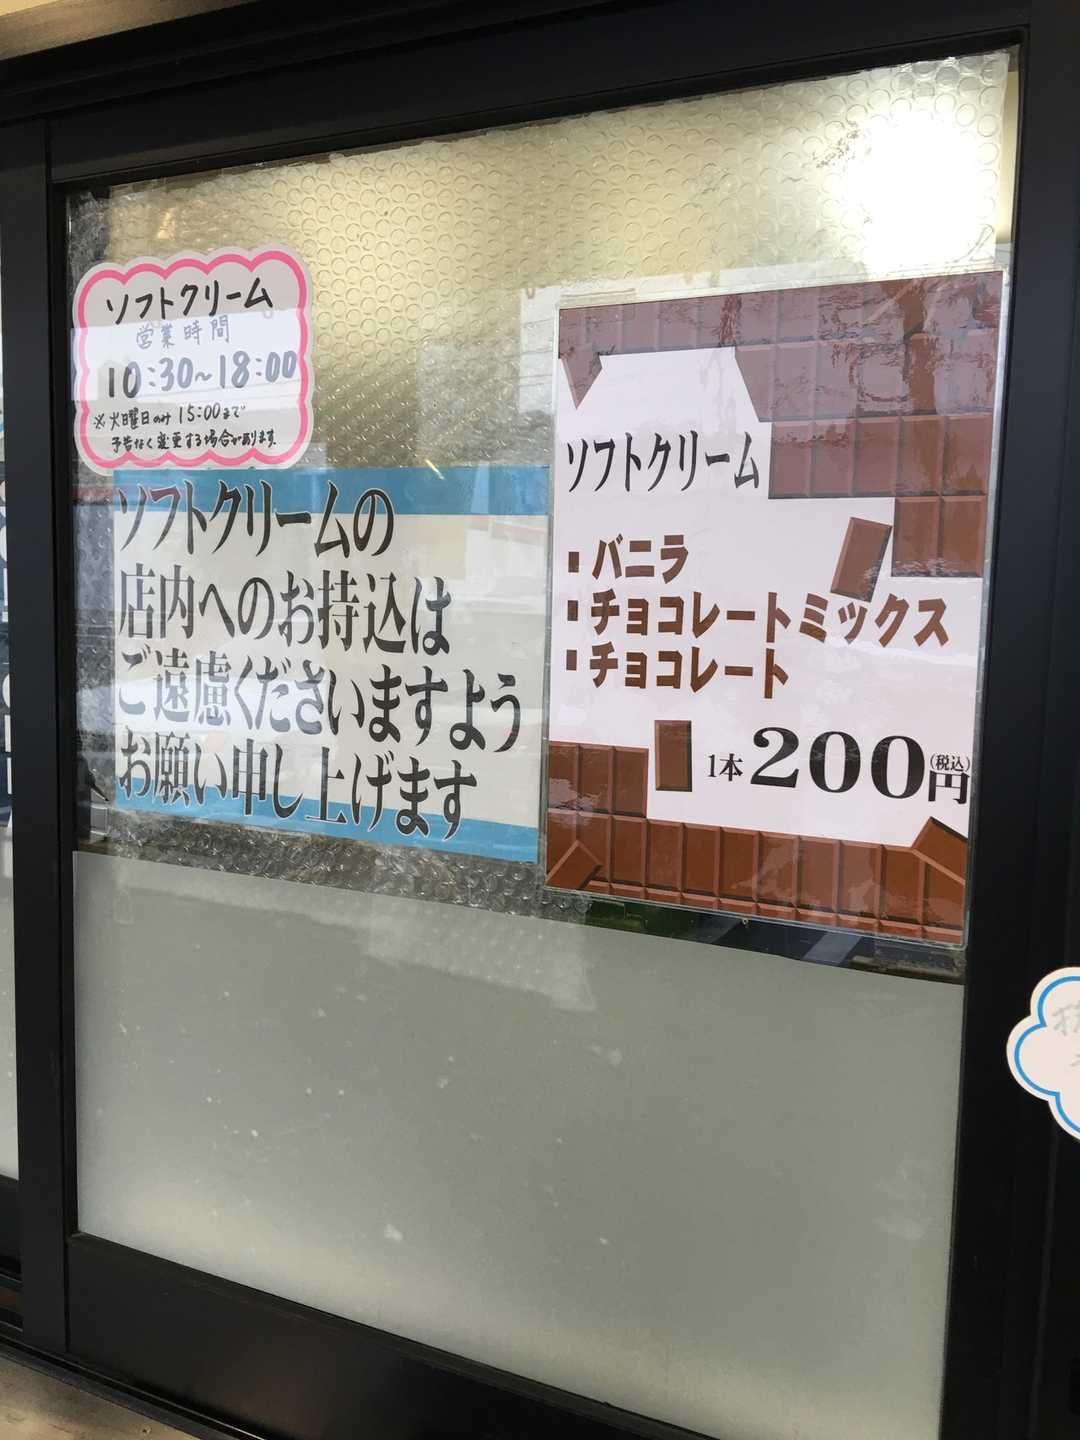 ソフトクリーム
営業時間
10:30~18:00
※火曜日のみ15:00まで
予告なく変更する場合があります。
ソフトクリームの
店内へのお持込は
ご遠慮くださいますよう
お願い申し上げます
ソフトクリーム
・バニラ
・チョコレートミックス
・チョコレート
1本200円(税込)